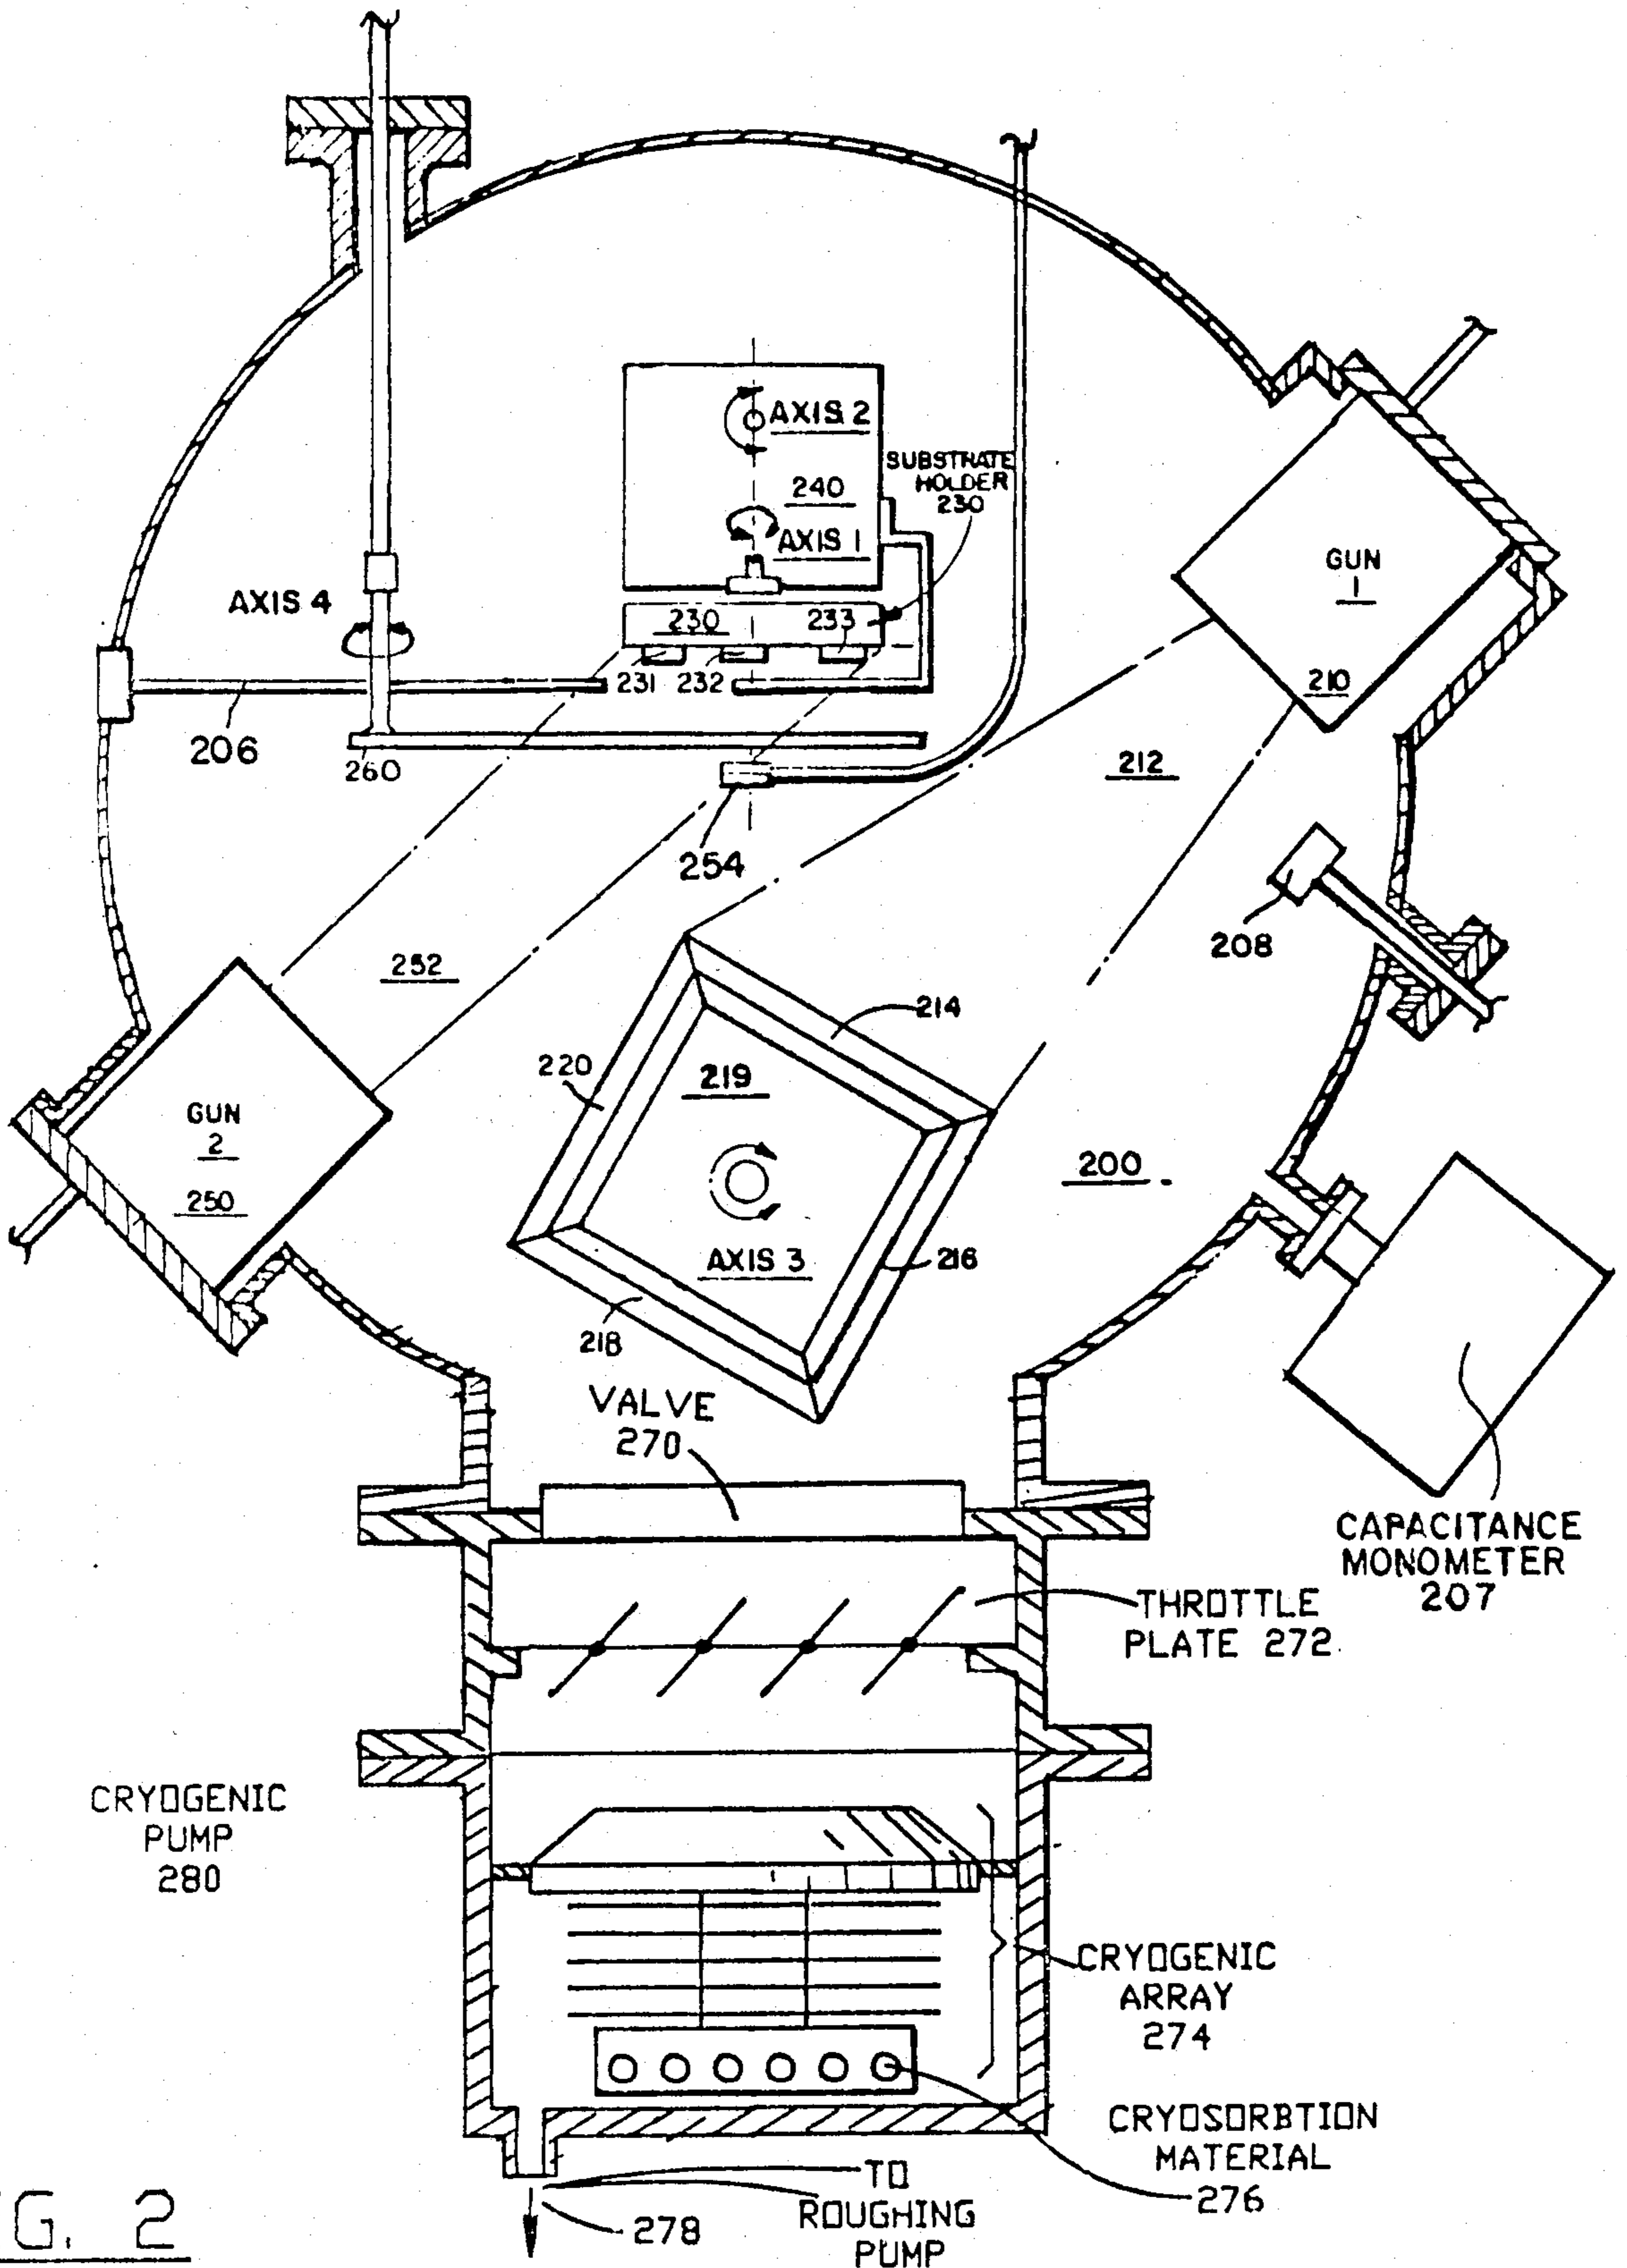 AXIS 2
SUBSTRATE
HOLDER
230
240
AXIS 1
GUN
1
210
AXIS 4
230
233
231
232
206
260
212
254
208
252
214
220
219
GUN
2
250
200
AXIS 3
216
218
VALVE
270
CAPACITANCE
MONOMETER
207
THROTTLE
PLATE 272
CRYOGENIC
PUMP
280
CRYOGENIC
ARRAY
274
CRYOSORBTION
MATERIAL
276
TO
ROUGHING
PUMP
278
G. 2